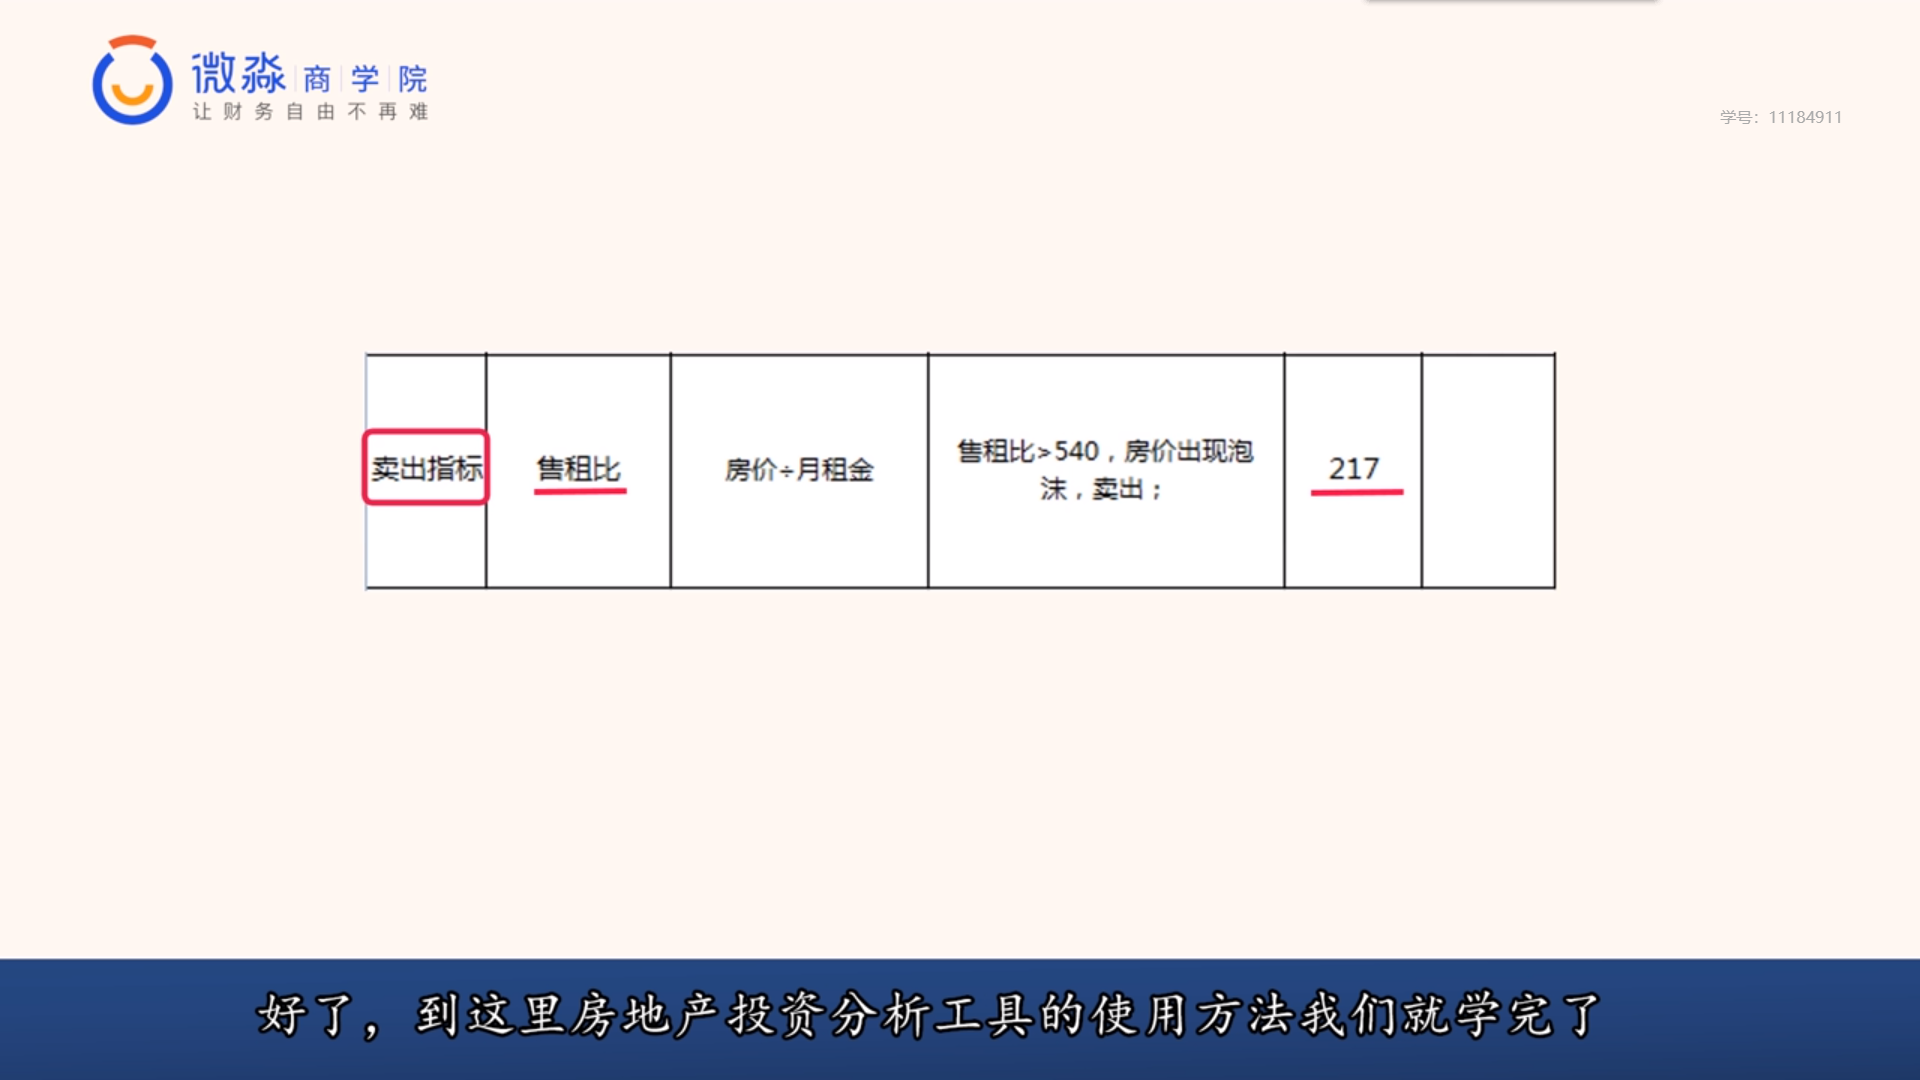 微淼商学院
让财务自由不再难
学号：11184911
卖出指标
售租比
房价÷月租金
售租比>540，房价出现泡
沫，卖出；
217
好了，到这里房地产投资分析工具的使用方法我们就学完了